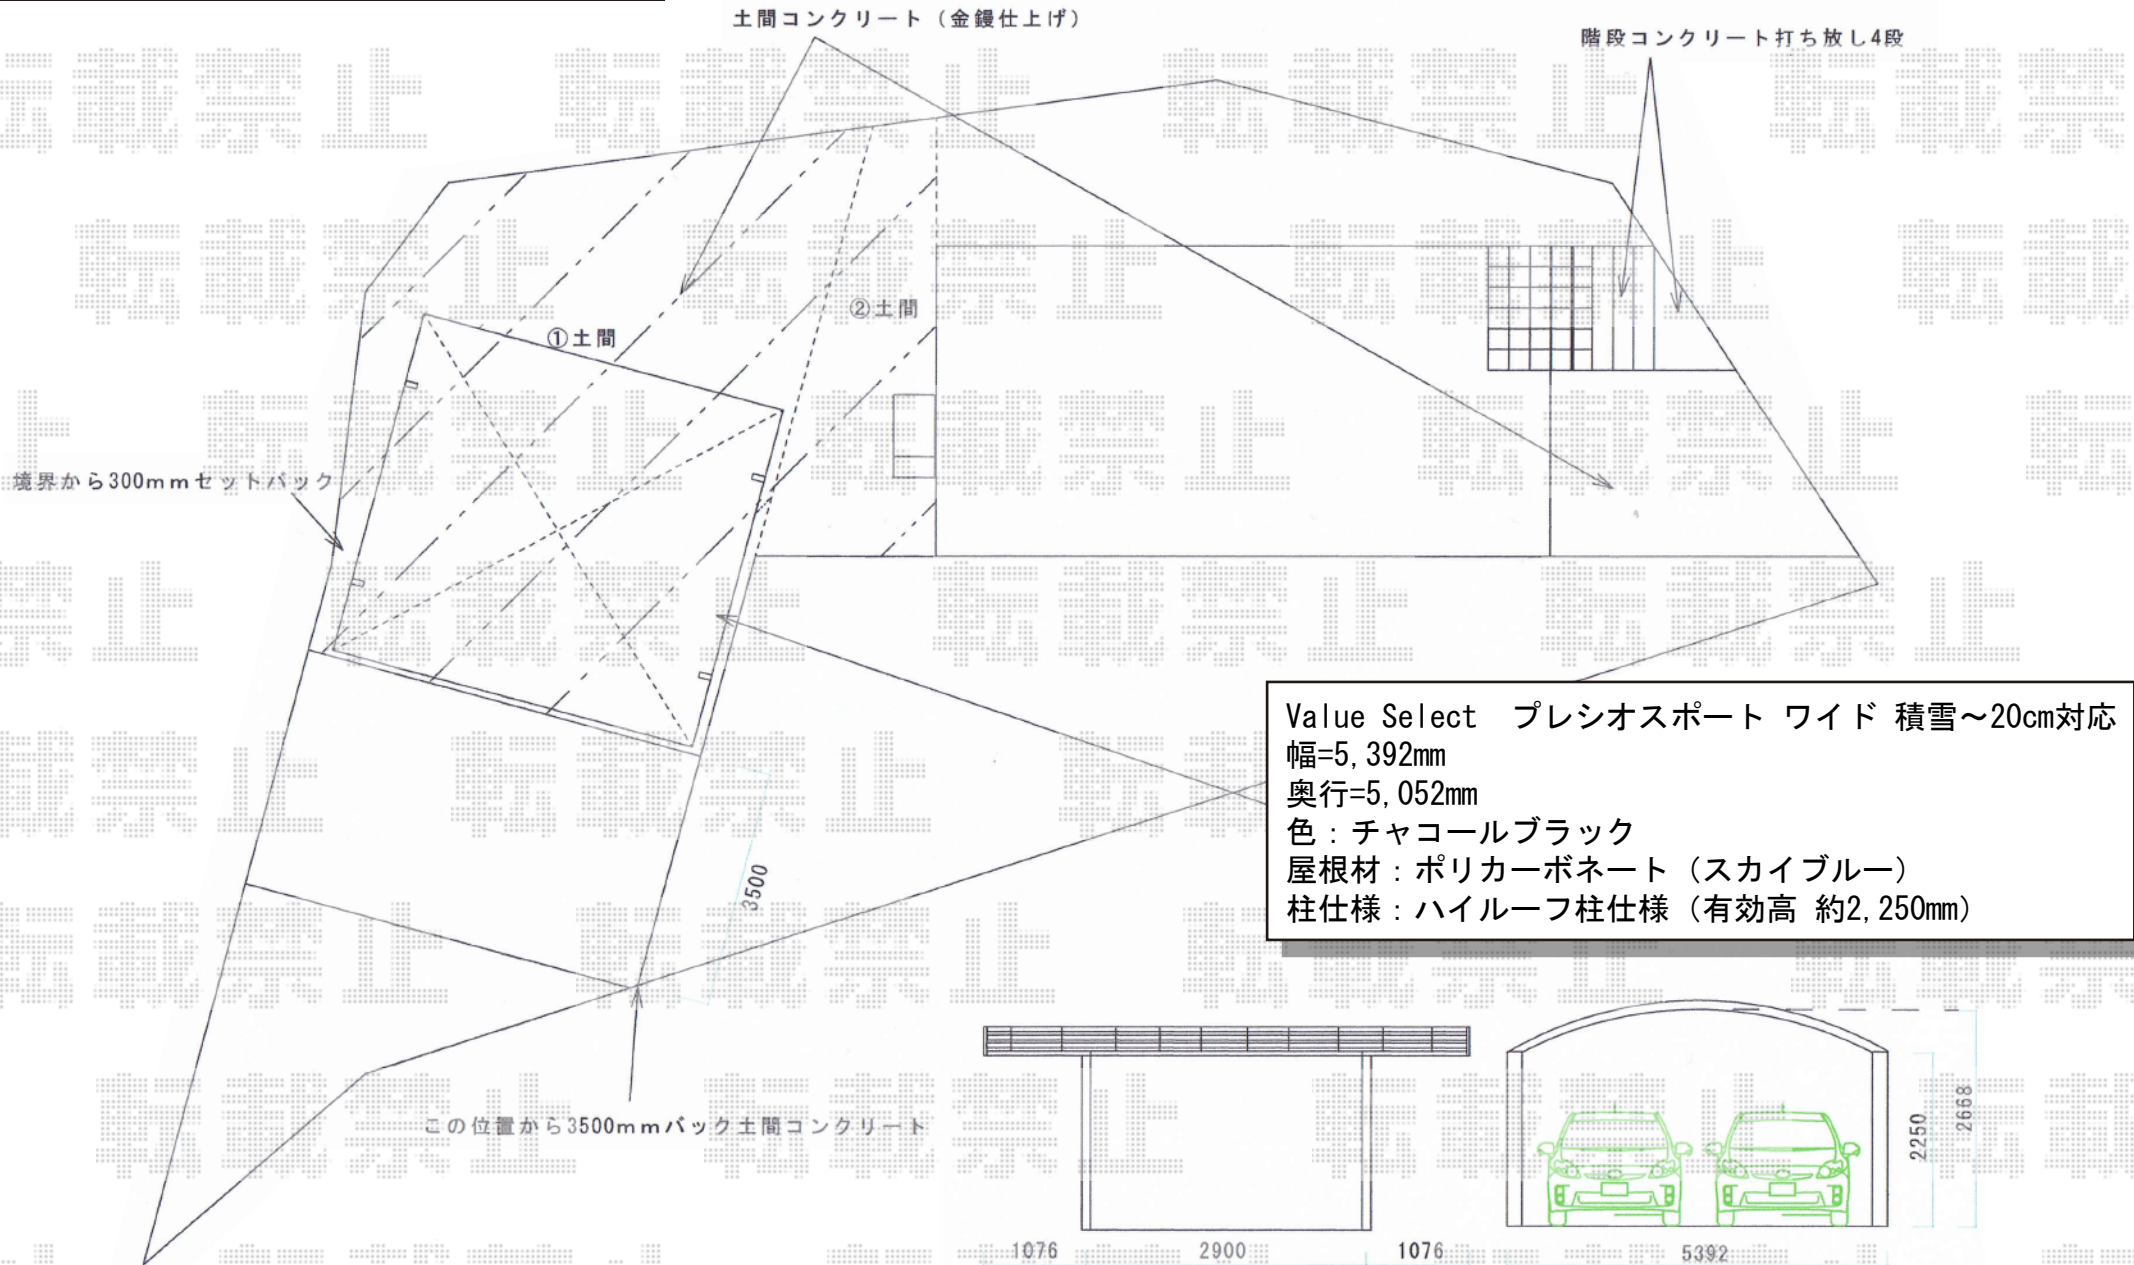 土間コンクリート（金鏝仕上げ）
階段コンクリート打ち放し4段
②土間
①土間
境界から300mmセットバック
Value Select プレシオスポート ワイド 積雪～20cm対応
幅=5,392mm
奥行=5,052mm
色：チャコールブラック
屋根材：ポリカーボネート（スカイブルー）
柱仕様：ハイルーフ柱仕様（有効高 約2,250mm）
3500
この位置から3500mmバック土間コンクリート
2250
2668
1076
2900
1076
5392
転載禁止